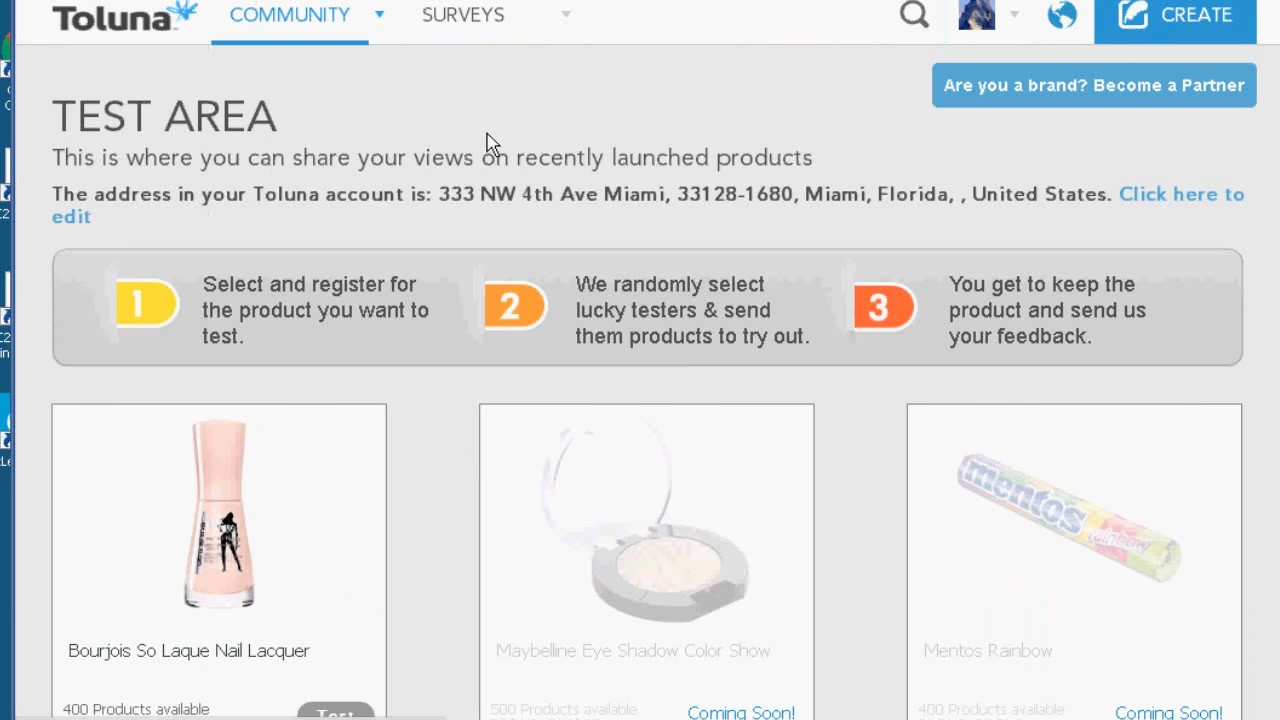 Toluna
COMMUNITY
SURVEYS
CREATE
Are you a brand? Become a Partner
TEST AREA
This is where you can share your views on recently launched products
The address in your Toluna account is: 333 NW 4th Ave Miami, 33128-1680, Miami, Florida, , United States. Click here to
edit
1
Select and register for
the product you want to
test.
2
We randomly select
lucky testers & send
them products to try out.
3
You get to keep the
product and send us
your feedback.
mentos
rainbow
Bourjois So Laque Nail Lacquer
Maybelline Eye Shadow Color Show
Mentos Rainbow
400 Products available
Test
500 Products available
Coming Soon!
400 Products available
Coming Soon!